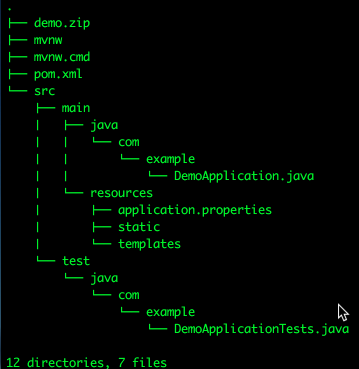 .
├── demo.zip
├── mvnw
├── mvnw.cmd
├── pom.xml
└── src
    ├── main
    │   ├── java
    │   │   └── com
    │   │       └── example
    │   │           └── DemoApplication.java
    │   └── resources
    │       ├── application.properties
    │       ├── static
    │       └── templates
    └── test
        └── java
            └── com
                └── example
                    └── DemoApplicationTests.java

12 directories, 7 files